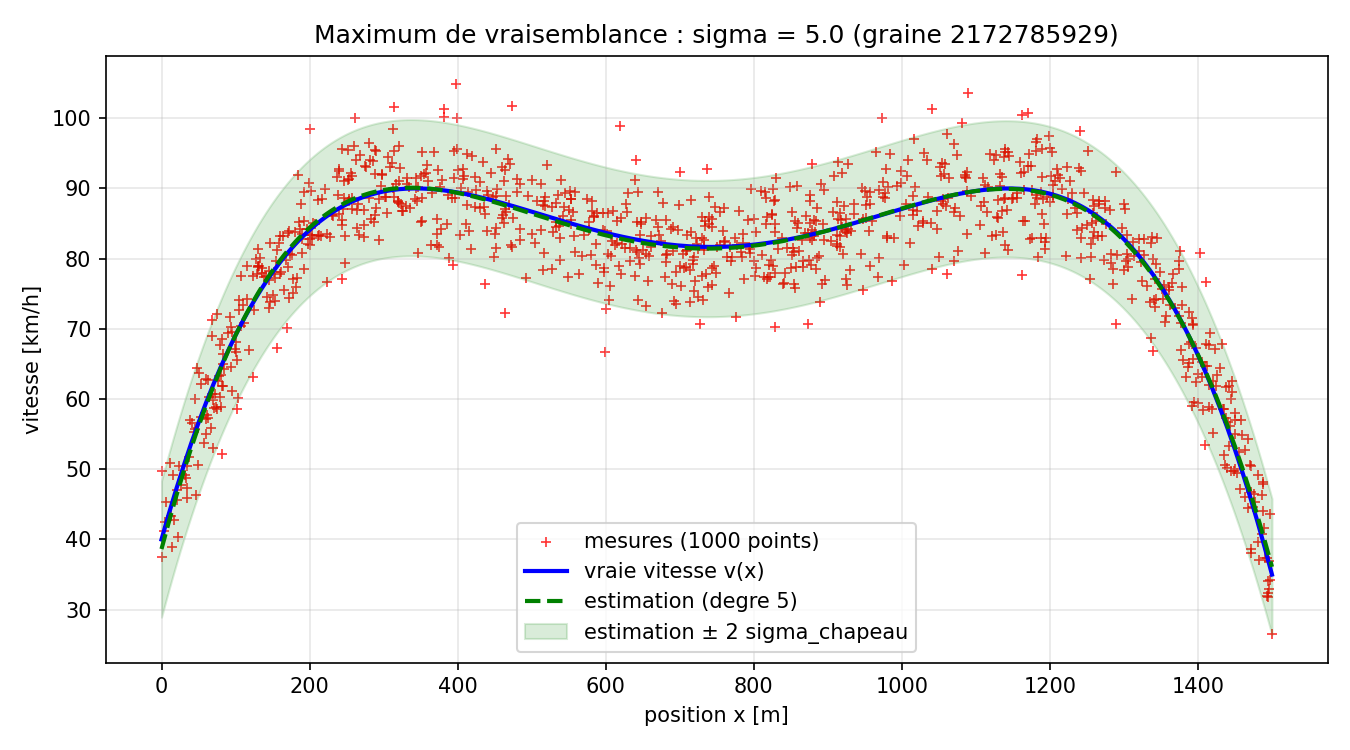 Maximum de vraisemblance : sigma = 5.0 (graine 2172785929)
vitesse [km/h]
100
90
80
70
60
50
40
30
mesures (1000 points)
vraie vitesse v(x)
estimation (degre 5)
estimation ± 2 sigma_chapeau
0 200 400 600 800 1000 1200 1400
position x [m]